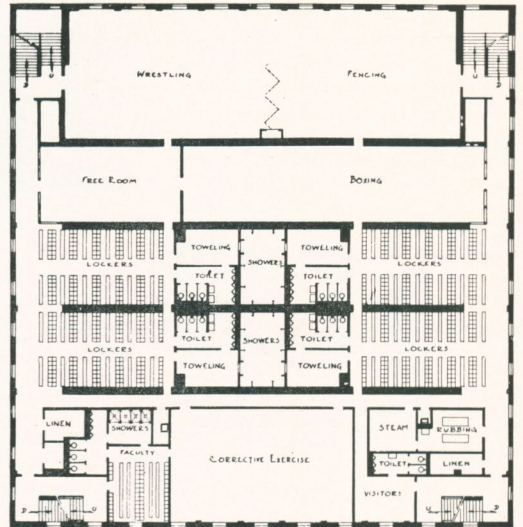 U
D
WRESTLING
FENCING
U
D
FREE ROOM
BOXING
TOWELING
TOWELING
LOCKERS
SHOWERS
LOCKERS
TOILET
TOILET
TOILET
SHOWERS
TOILET
LOCKERS
LOCKERS
TOWELING
TOWELING
LINEN
SHOWERS
STEAM
RUBBING
FACULTY
CORRECTIVE EXERCISE
TOILET
LINEN
VISITORS
D
U
U
D